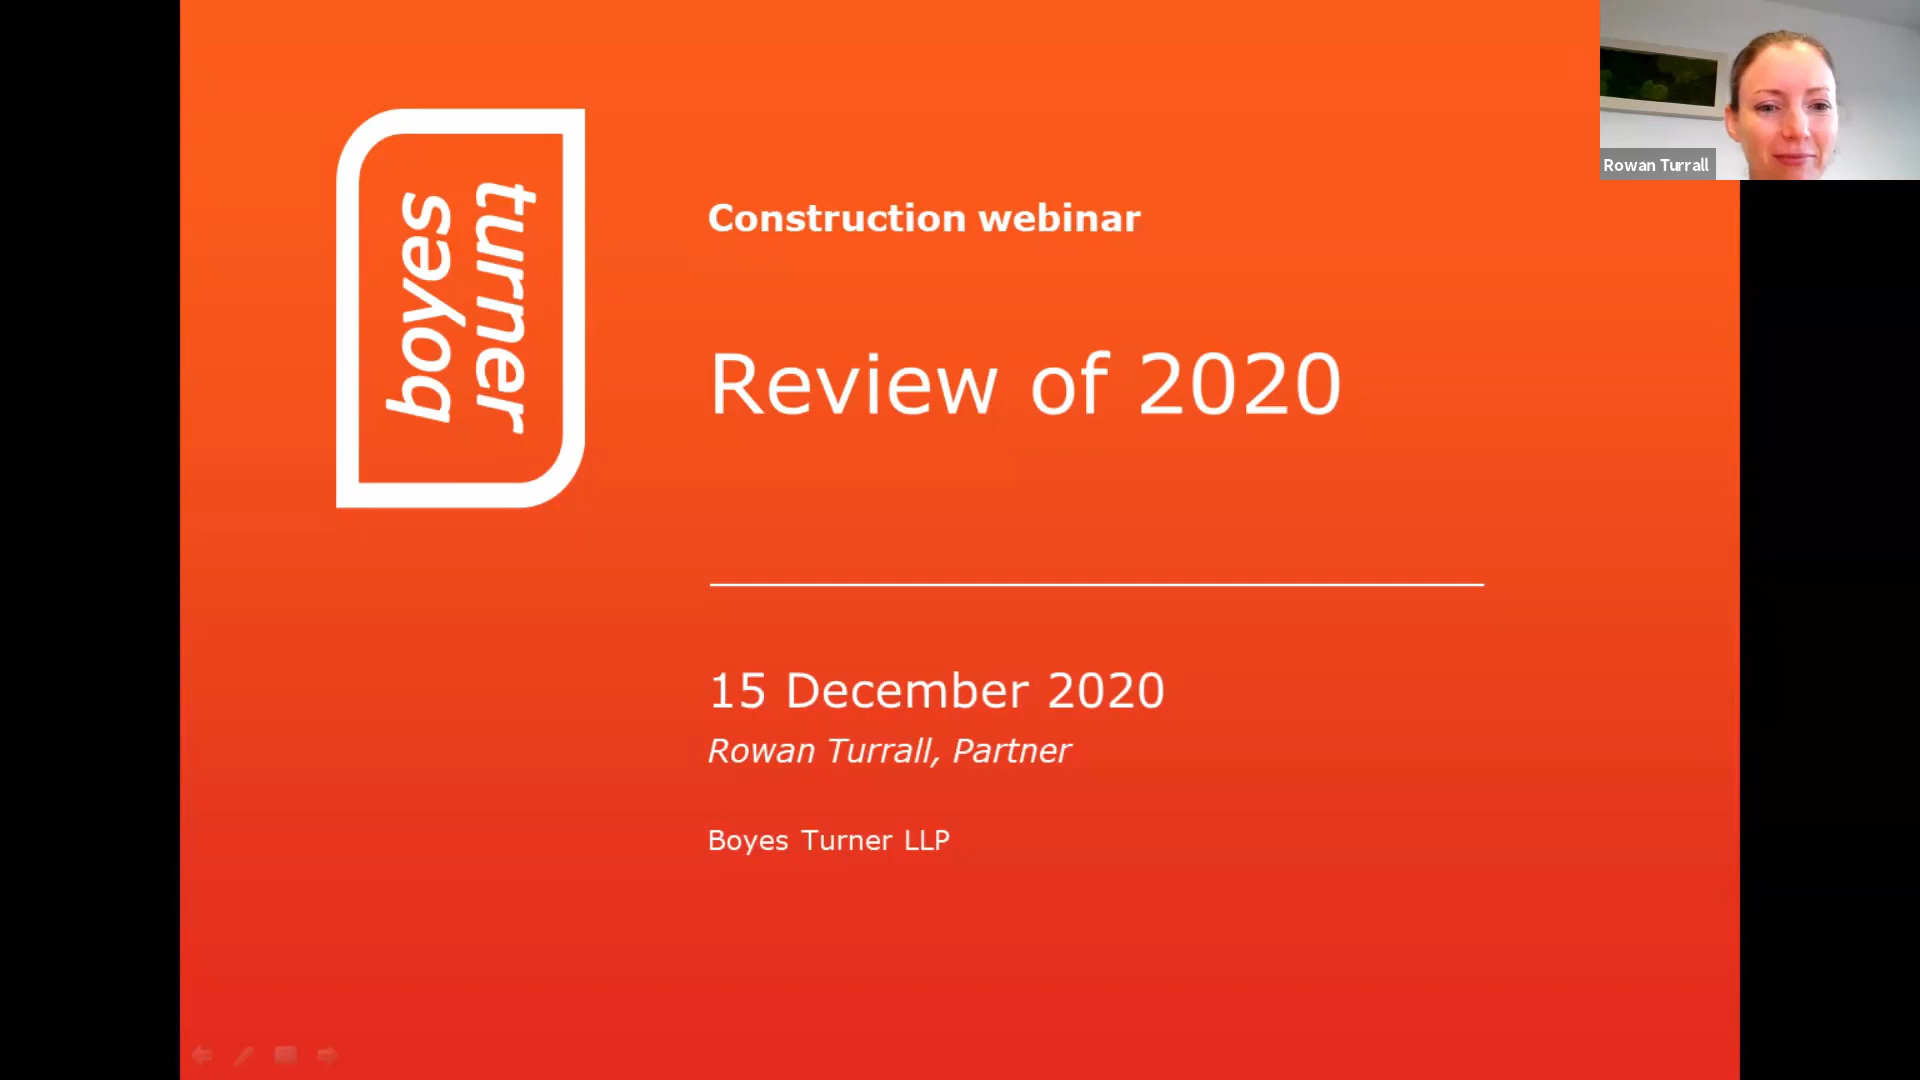 boyes
turner
Construction webinar
Review of 2020
15 December 2020
Rowan Turrall, Partner
Boyes Turner LLP
Rowan Turrall